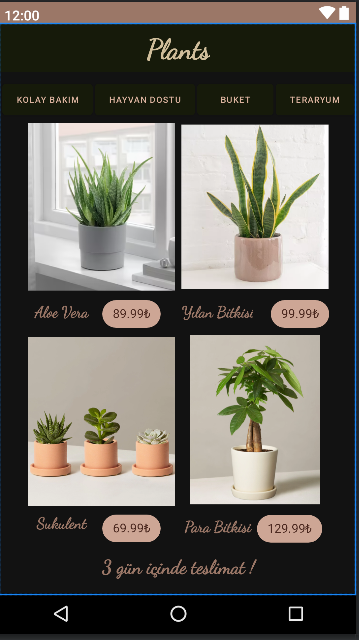 12:00
Plants
KOLAY BAKIM HAYVAN DOSTU BUKET TERARYUM
Aloe Vera 89.99₺ Yılan Bitkisi 99.99₺
Sukulent 69.99₺ Para Bitkisi 129.99₺
3 gün içinde teslimat !